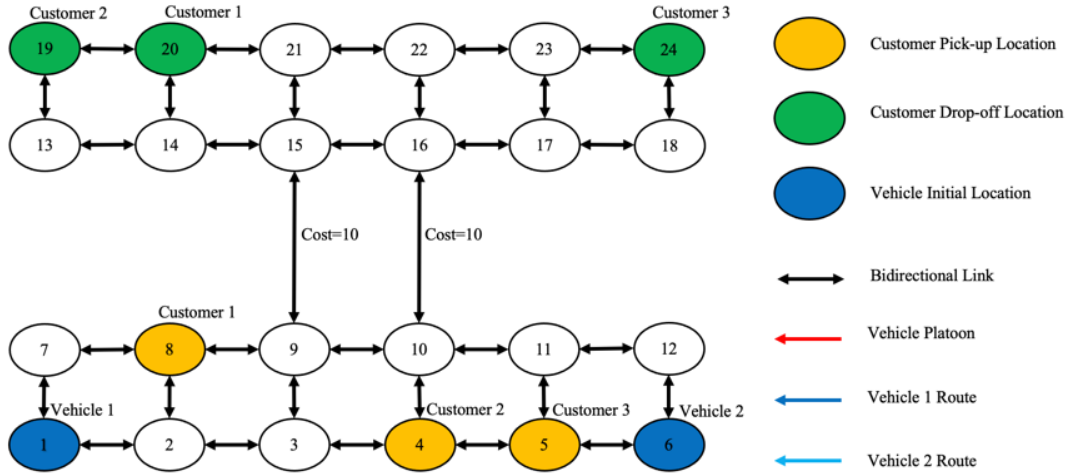 Customer 2
Customer 1
Customer 3
19
20
21
22
23
24
13
14
15
16
17
18
Cost=10
Cost=10
Customer 1
7
8
9
10
11
12
Vehicle 1
Customer 2
Customer 3
Vehicle 2
1
2
3
4
5
6
Customer Pick-up Location
Customer Drop-off Location
Vehicle Initial Location
Bidirectional Link
Vehicle Platoon
Vehicle 1 Route
Vehicle 2 Route